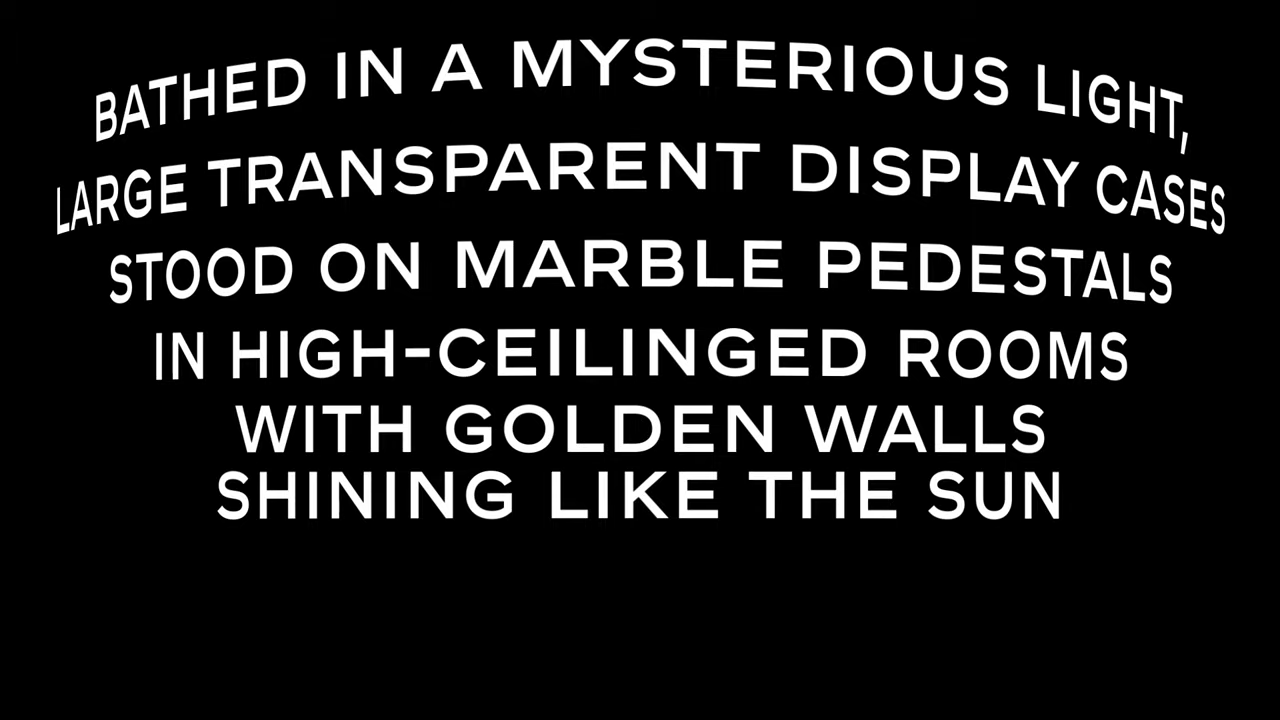 BATHED IN A MYSTERIOUS LIGHT,
LARGE TRANSPARENT DISPLAY CASES
STOOD ON MARBLE PEDESTALS
IN HIGH-CEILINGED ROOMS
WITH GOLDEN WALLS
SHINING LIKE THE SUN